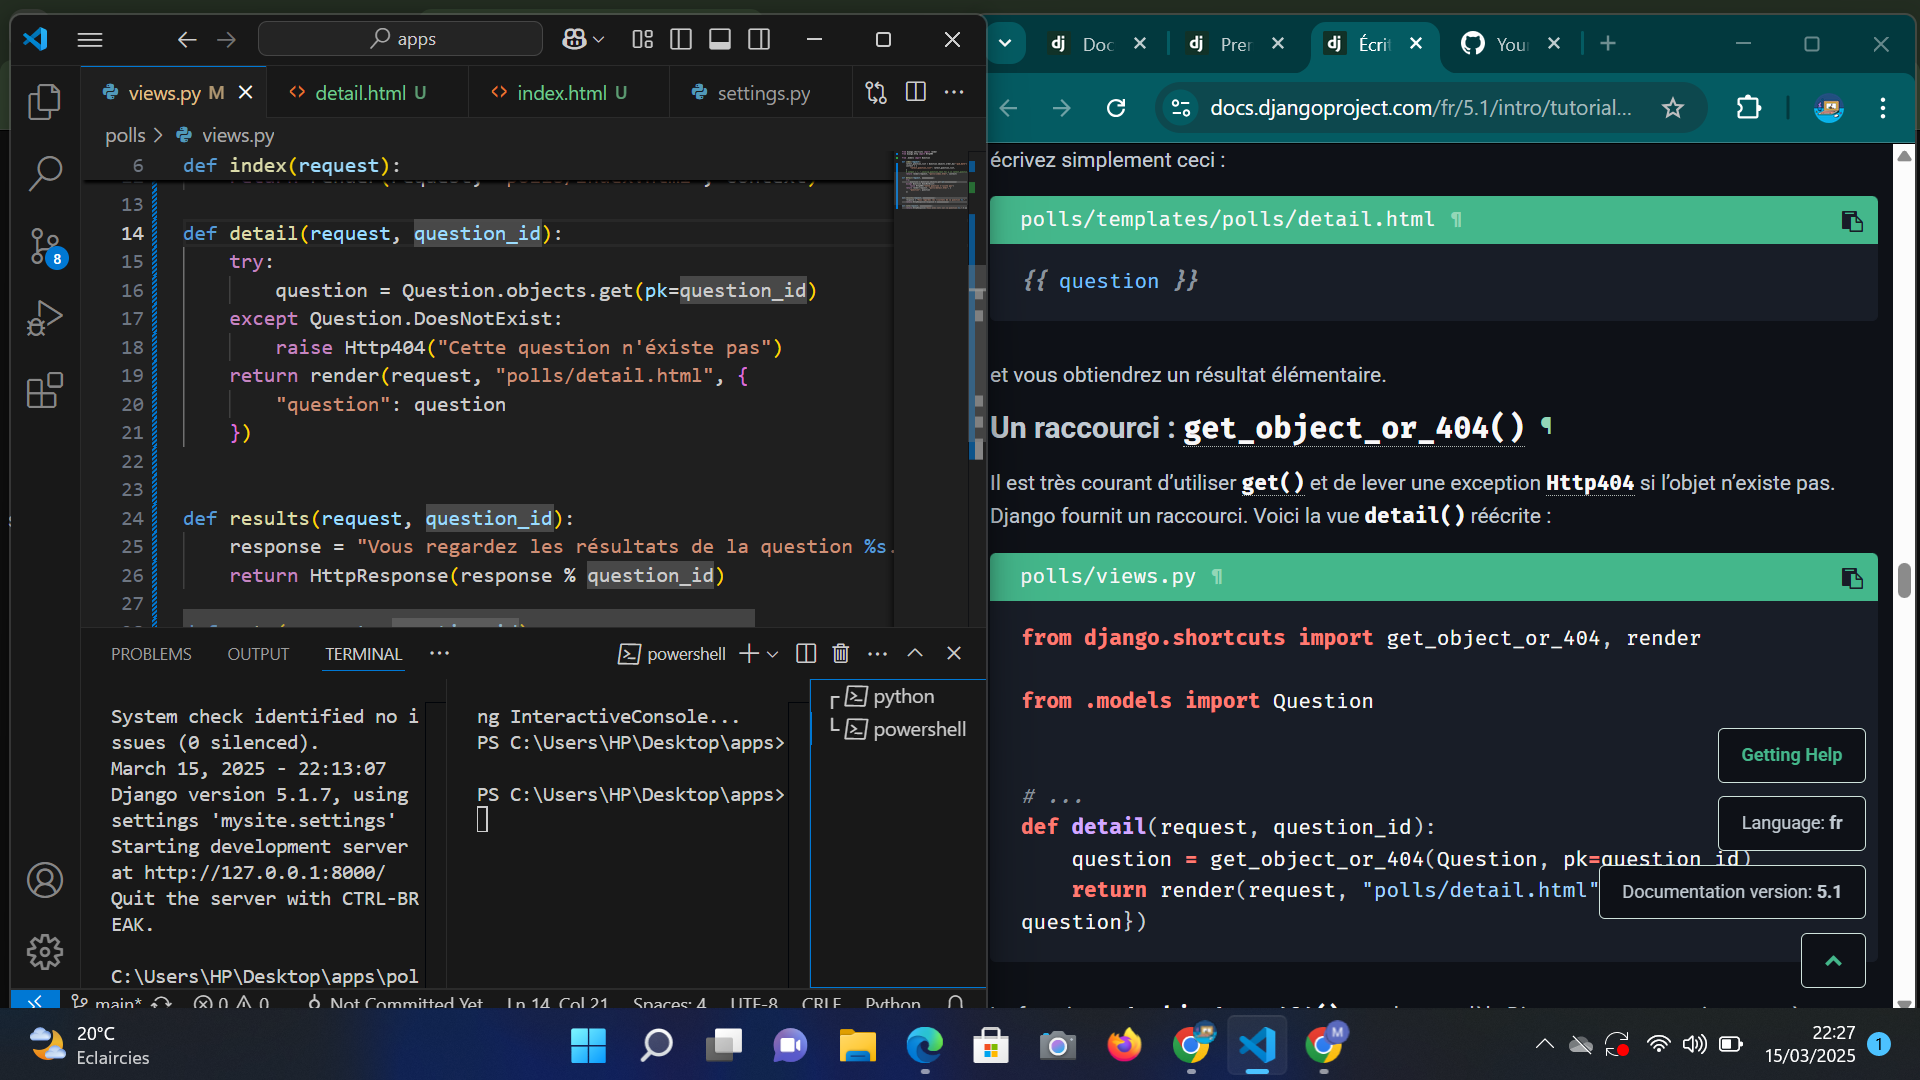 apps
views.py M
detail.html U
index.html U
settings.py
polls > views.py
6 def index(request):
13
14 def detail(request, question_id):
15 try:
16 question = Question.objects.get(pk=question_id)
17 except Question.DoesNotExist:
18 raise Http404("Cette question n'éxiste pas")
19 return render(request, "polls/detail.html", {
20 "question": question
21 })
22
23
24 def results(request, question_id):
25 response = "Vous regardez les résultats de la question %s.
26 return HttpResponse(response % question_id)
27
PROBLEMS
OUTPUT
TERMINAL
powershell
System check identified no i
ssues (0 silenced).
March 15, 2025 - 22:13:07
Django version 5.1.7, using
settings 'mysite.settings'
Starting development server
at http://127.0.0.1:8000/
Quit the server with CTRL-BR
EAK.
C:\Users\HP\Desktop\apps\pol
ng InteractiveConsole...
PS C:\Users\HP\Desktop\apps>
PS C:\Users\HP\Desktop\apps>
python
powershell
8
main*
0
0
Not Committed Yet
Ln 14, Col 21
Spaces: 4
UTF-8
CRLF
Python
dj Doc
dj Prer
dj Écrit
You
docs.djangoproject.com/fr/5.1/intro/tutorial...
écrivez simplement ceci :
polls/templates/polls/detail.html ¶
{{ question }}
et vous obtiendrez un résultat élémentaire.
Un raccourci : get_object_or_404() ¶
Il est très courant d’utiliser get() et de lever une exception Http404 si l’objet n’existe pas.
Django fournit un raccourci. Voici la vue detail() réécrite :
polls/views.py ¶
from django.shortcuts import get_object_or_404, render
from .models import Question
# ...
def detail(request, question_id):
question = get_object_or_404(Question, pk=question_id)
return render(request, "polls/detail.html"
question})
Getting Help
Language: fr
Documentation version: 5.1
20°C
Eclaircies
M
22:27
15/03/2025
1